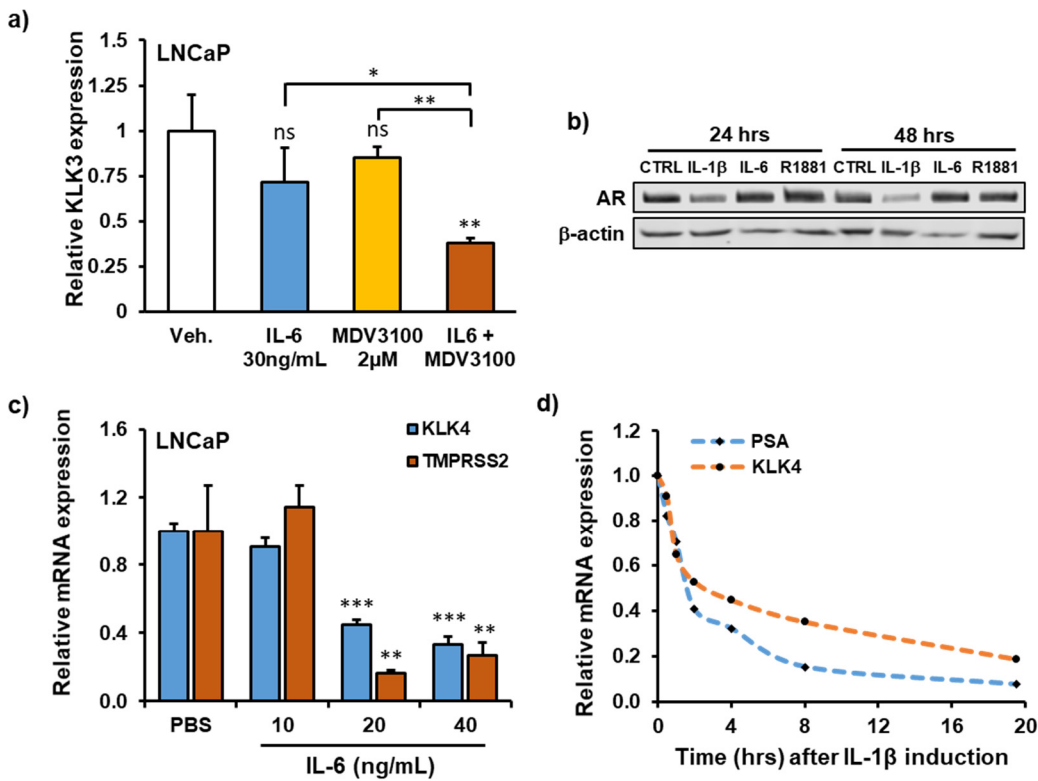 a)
LNCaP
Relative KLK3 expression
1.5
1.25
1
0.75
0.5
0.25
0
ns
ns
*
**
**
Veh.
IL-6
30ng/mL
MDV3100
2µM
IL6 +
MDV3100
b)
24 hrs
48 hrs
CTRL IL-1β IL-6 R1881 CTRL IL-1β IL-6 R1881
AR
β-actin
c)
LNCaP
KLK4
TMPRSS2
Relative mRNA expression
1.6
1.2
0.8
0.4
0.0
***
**
***
**
PBS
10
20
40
IL-6 (ng/mL)
d)
PSA
KLK4
Relative mRNA expression
1.2
1.0
0.8
0.6
0.4
0.2
0.0
0 4 8 12 16 20
Time (hrs) after IL-1β induction